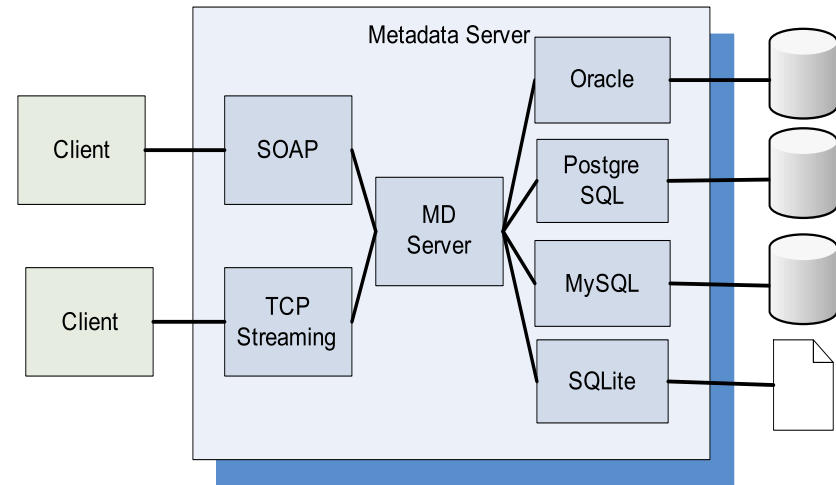 Metadata Server
Client
SOAP
Client
TCP
Streaming
MD
Server
Oracle
Postgre
SQL
MySQL
SQLite